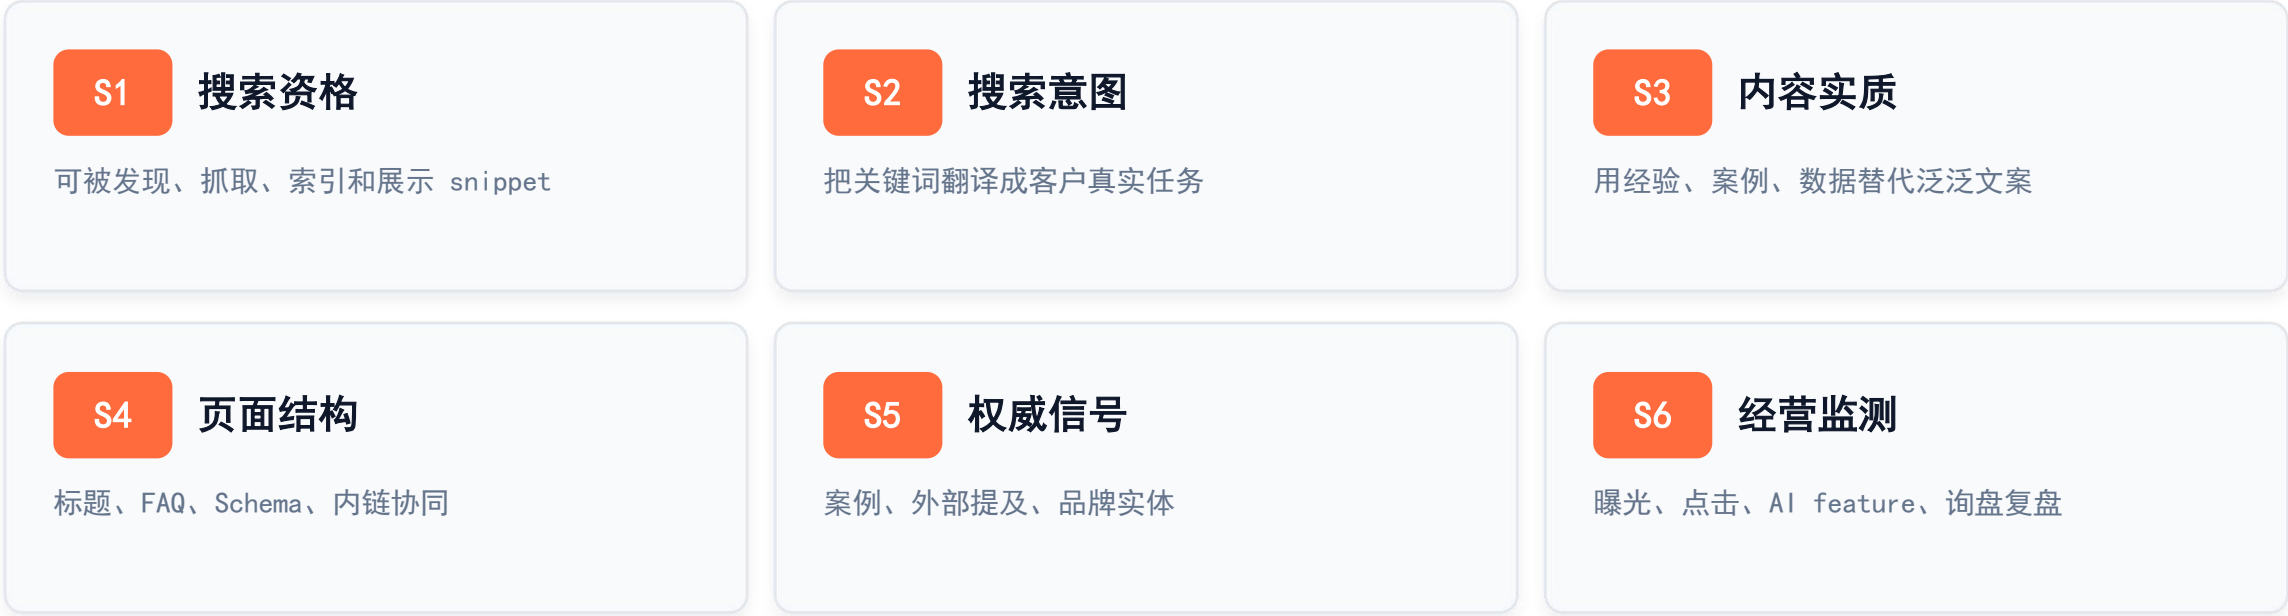 S1 搜索资格
可被发现、抓取、索引和展示 snippet
S2 搜索意图
把关键词翻译成客户真实任务
S3 内容实质
用经验、案例、数据替代泛泛文案
S4 页面结构
标题、FAQ、Schema、内链协同
S5 权威信号
案例、外部提及、品牌实体
S6 经营监测
曝光、点击、AI feature、询盘复盘